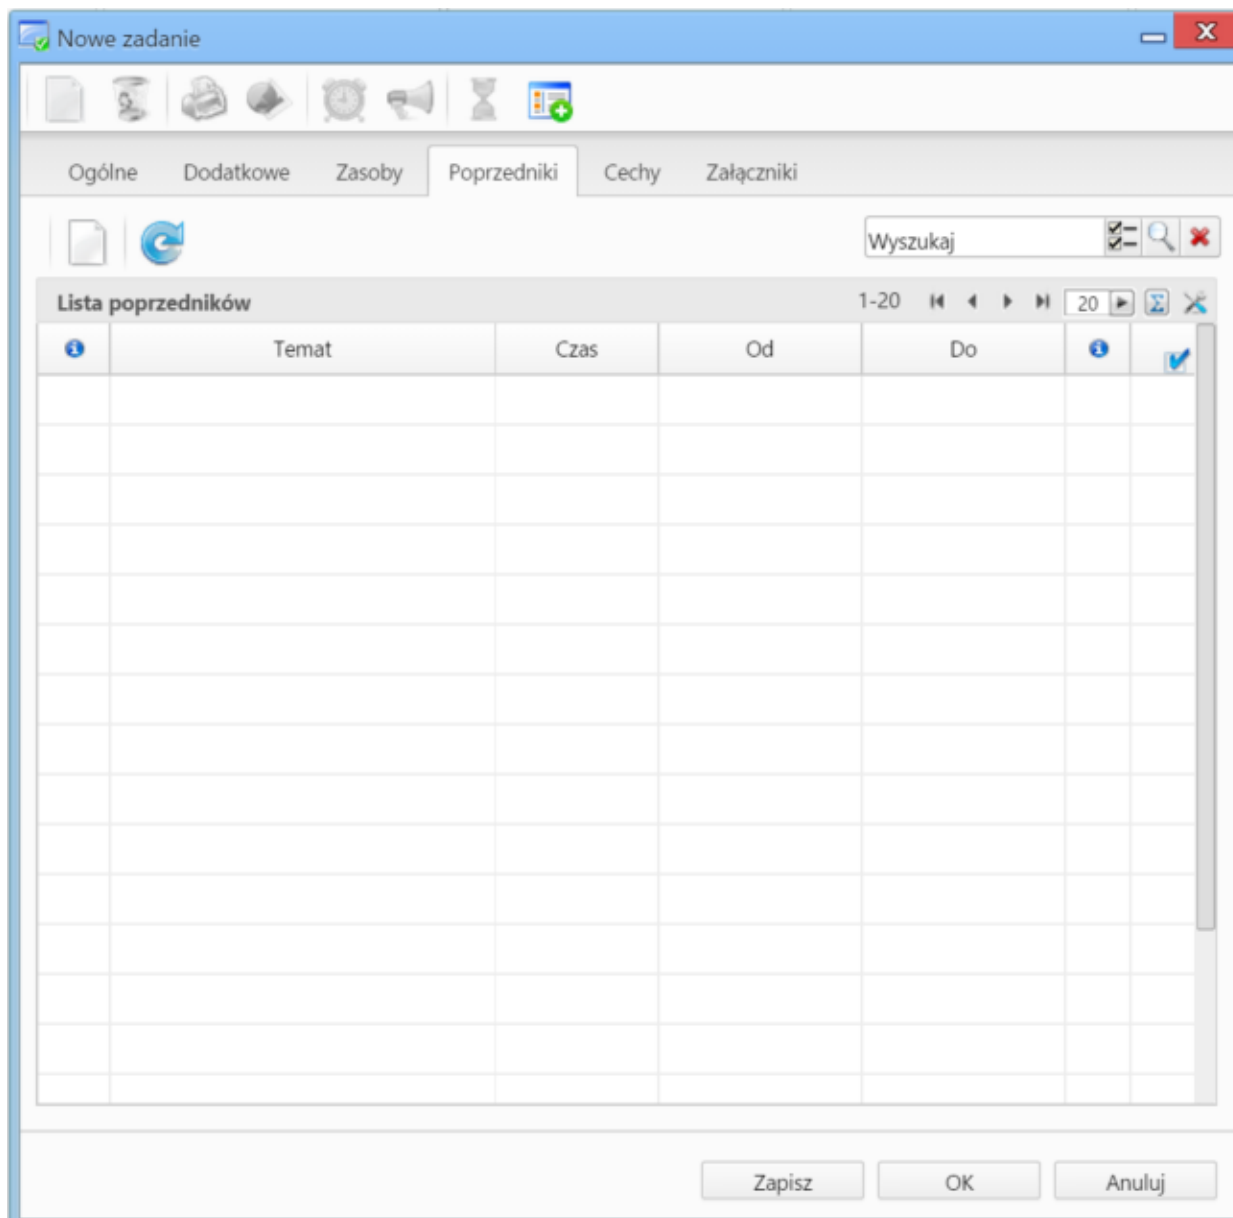 Nowe zadanie
Ogólne Dodatkowe Zasoby Poprzedniki Cechy Załączniki
Wyszukaj
Lista poprzedników 1-20 20
Temat Czas Od Do
Zapisz OK Anuluj